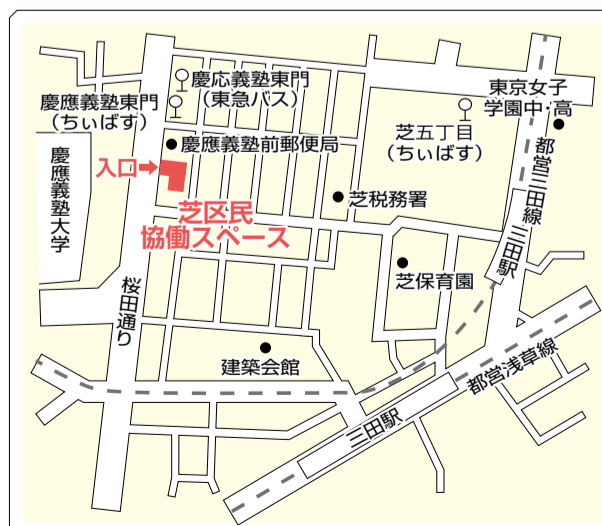 慶応義塾東門
(東急バス)
慶應義塾東門
(ちぃばす)
東京女子
学園中・高
芝五丁目
(ちぃばす)
慶應義塾前郵便局
入口→
慶應義塾大学
芝区民
協働スペース
芝税務署
都営三田線
三田駅
芝保育園
桜田通り
建築会館
都営浅草線
三田駅